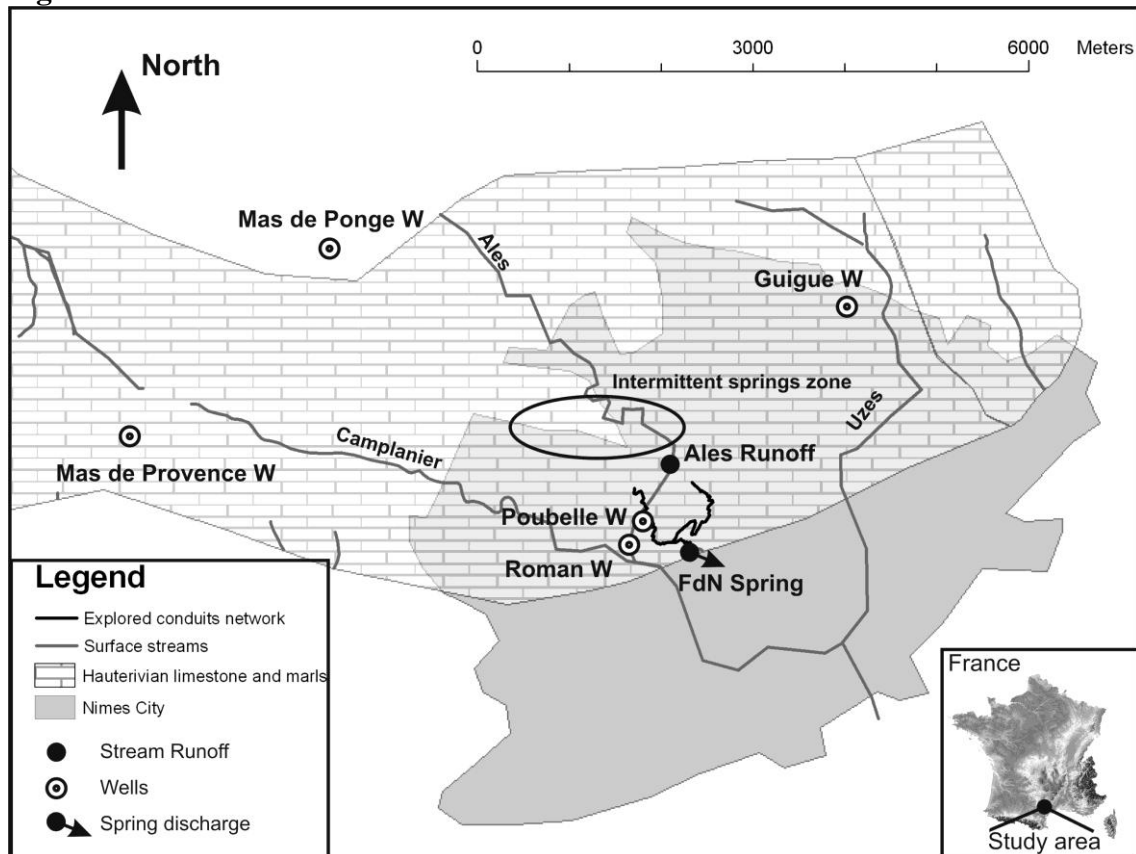 0 3000 6000 Meters
North
Mas de Ponge W
Ales
Guigue W
Intermittent springs zone
Uzes
Camplanier
Mas de Provence W
Ales Runoff
Poubelle W
Roman W
FdN Spring
Legend
Explored conduits network
Surface streams
Hauterivian limestone and marls
Nimes City
Stream Runoff
Wells
Spring discharge
France
Study area